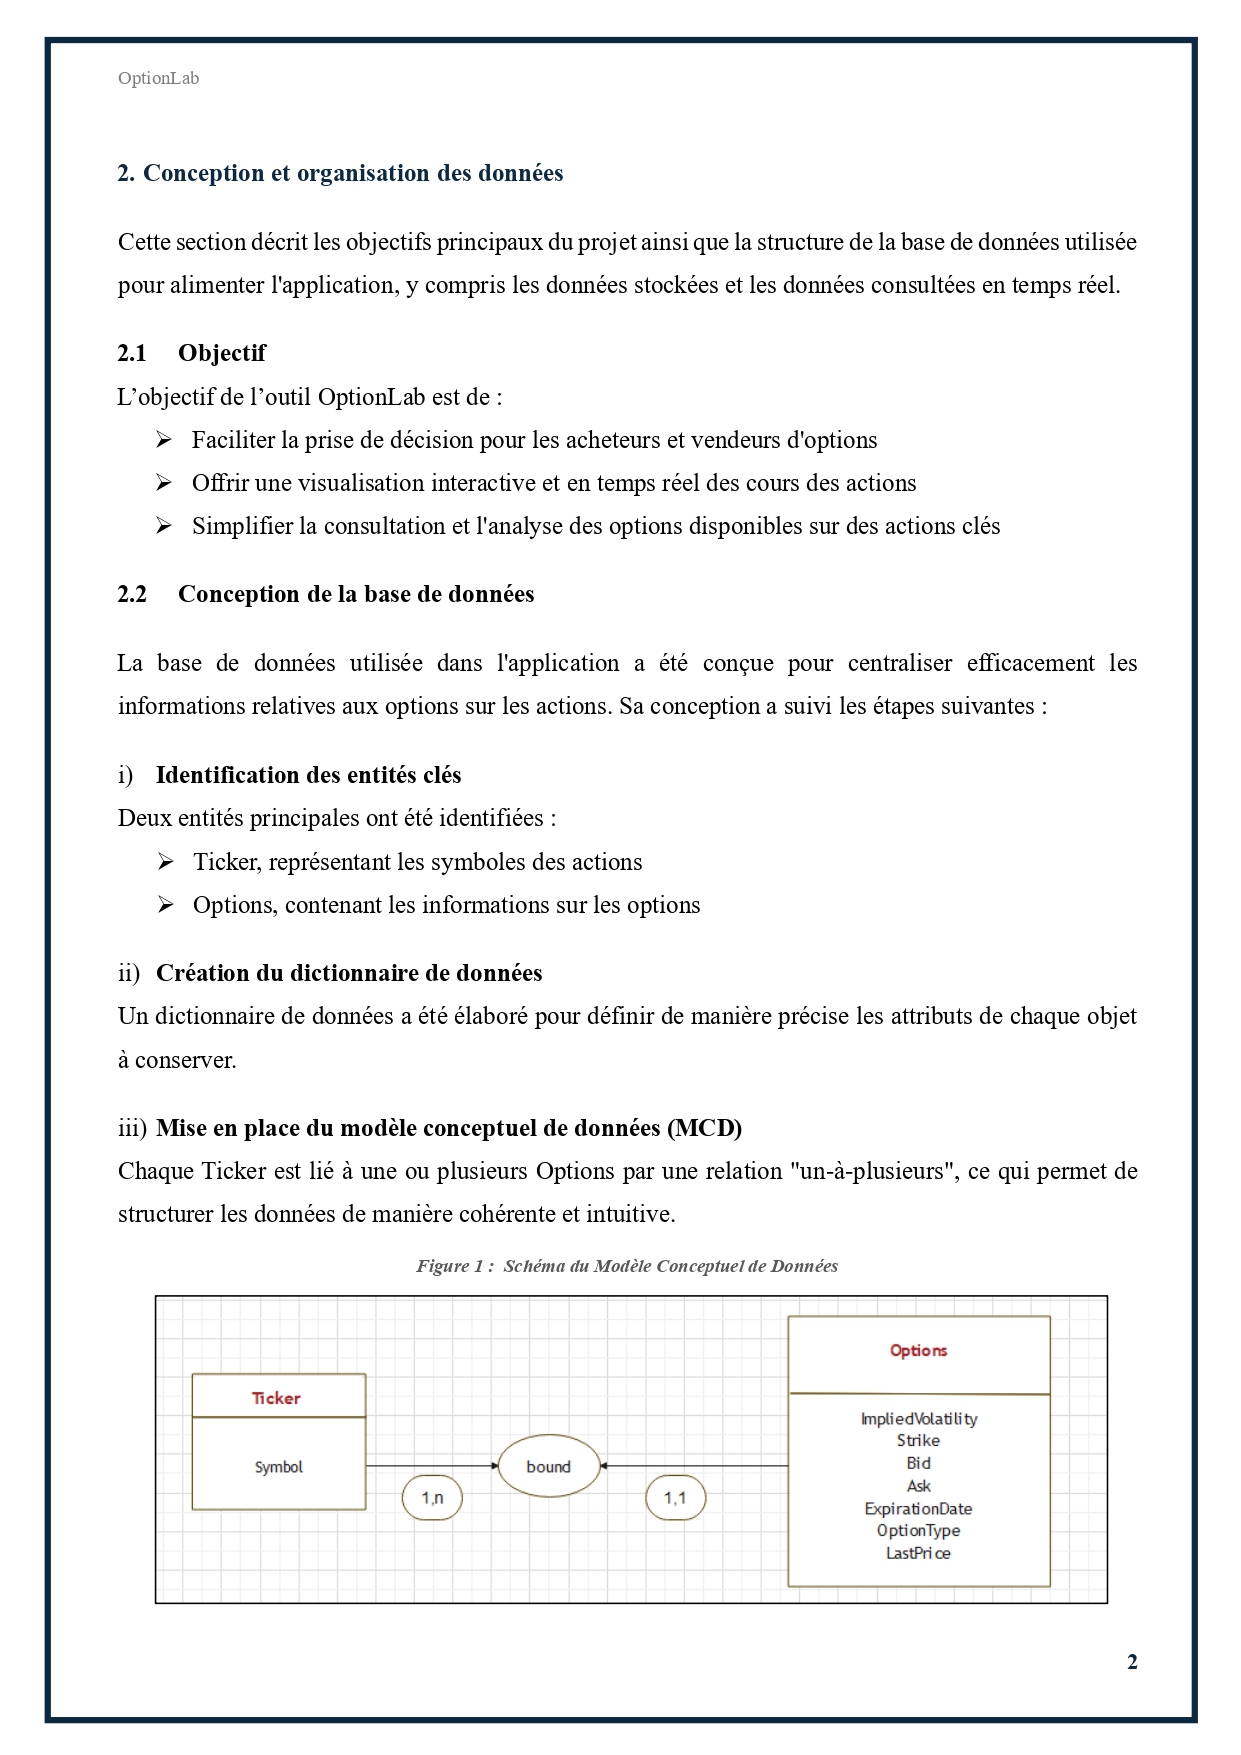 OptionLab
2. Conception et organisation des données
Cette section décrit les objectifs principaux du projet ainsi que la structure de la base de données utilisée
pour alimenter l'application, y compris les données stockées et les données consultées en temps réel.
2.1 Objectif
L’objectif de l’outil OptionLab est de :
➢ Faciliter la prise de décision pour les acheteurs et vendeurs d'options
➢ Offrir une visualisation interactive et en temps réel des cours des actions
➢ Simplifier la consultation et l'analyse des options disponibles sur des actions clés
2.2 Conception de la base de données
La base de données utilisée dans l'application a été conçue pour centraliser efficacement les
informations relatives aux options sur les actions. Sa conception a suivi les étapes suivantes :
i) Identification des entités clés
Deux entités principales ont été identifiées :
➢ Ticker, représentant les symboles des actions
➢ Options, contenant les informations sur les options
ii) Création du dictionnaire de données
Un dictionnaire de données a été élaboré pour définir de manière précise les attributs de chaque objet
à conserver.
iii) Mise en place du modèle conceptuel de données (MCD)
Chaque Ticker est lié à une ou plusieurs Options par une relation "un-à-plusieurs", ce qui permet de
structurer les données de manière cohérente et intuitive.
Figure 1 : Schéma du Modèle Conceptuel de Données
Ticker
Symbol
1,n
bound
1,1
Options
ImpliedVolatility
Strike
Bid
Ask
ExpirationDate
OptionType
LastPrice
2